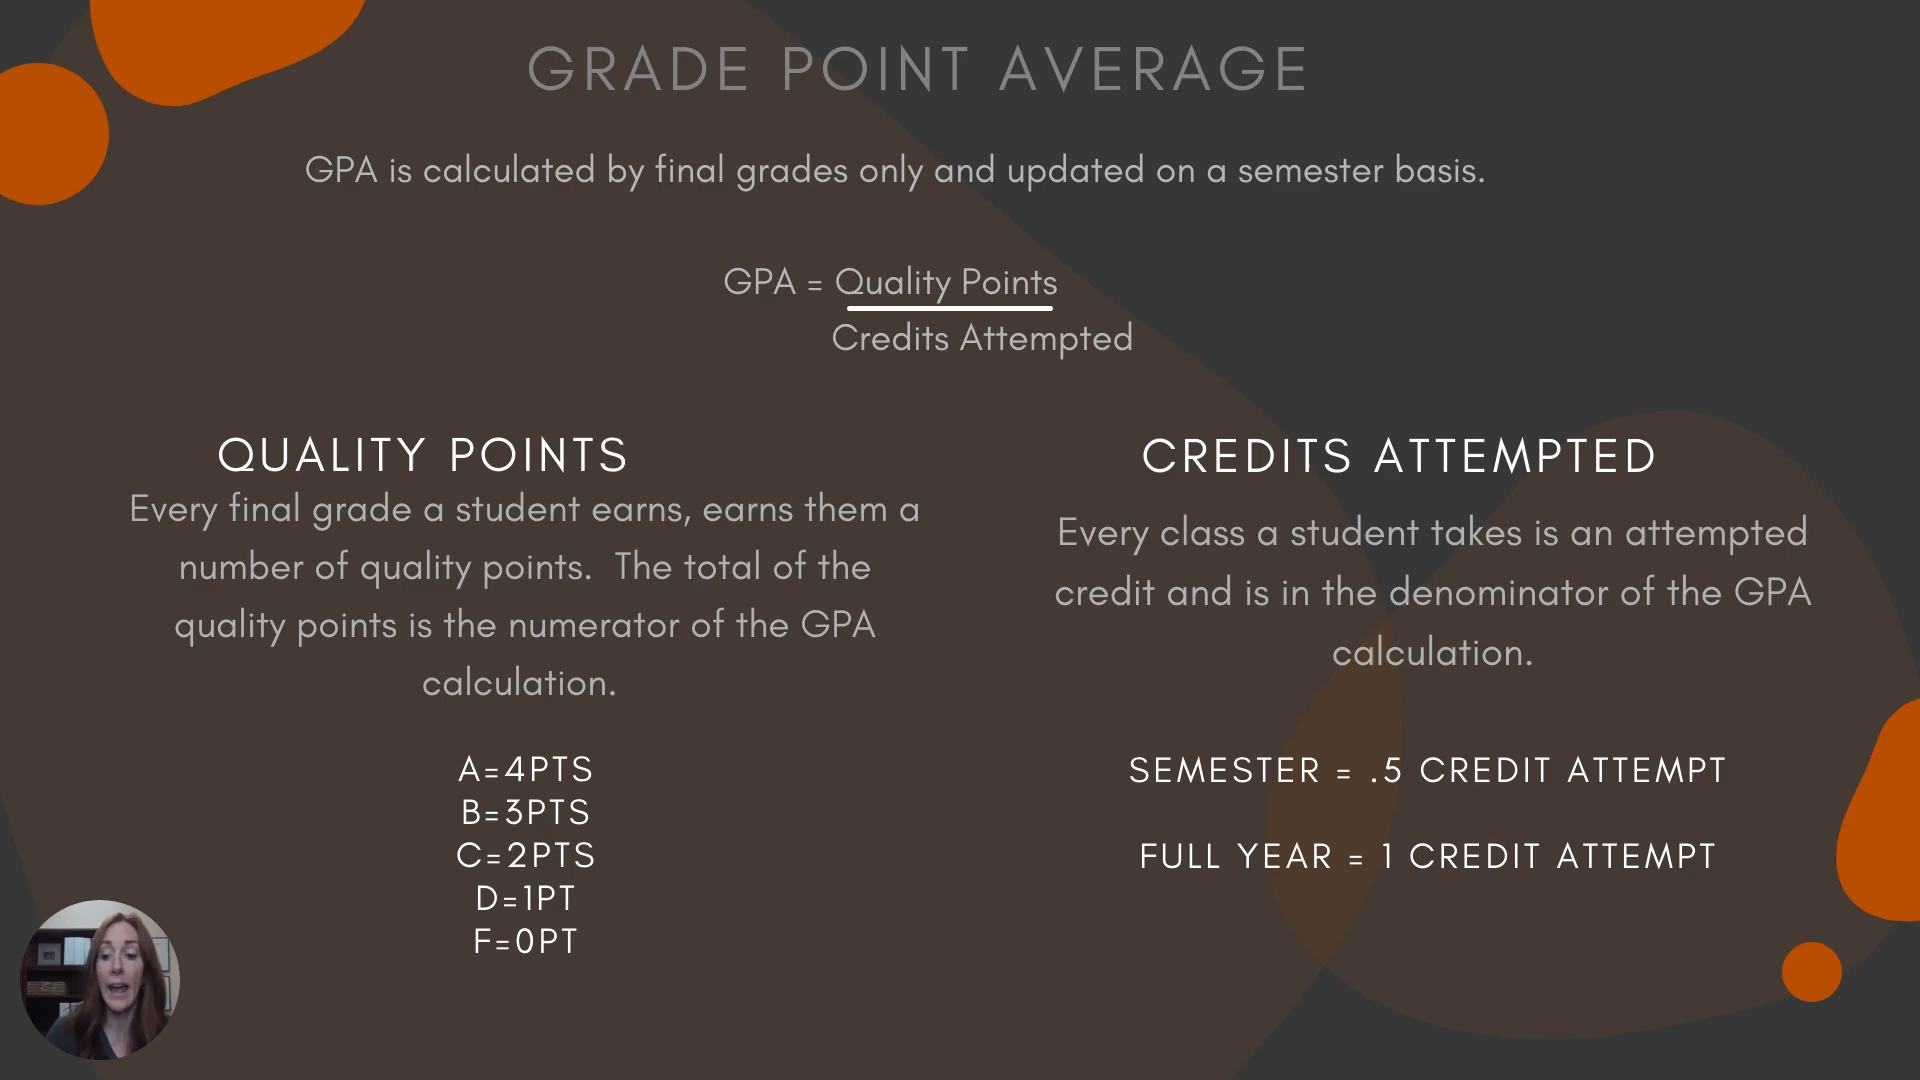 GRADE POINT AVERAGE
GPA is calculated by final grades only and updated on a semester basis.
GPA = Quality Points
Credits Attempted
QUALITY POINTS
Every final grade a student earns, earns them a
number of quality points.  The total of the
quality points is the numerator of the GPA
calculation.
A=4PTS
B=3PTS
C=2PTS
D=1PT
F=0PT
CREDITS ATTEMPTED
Every class a student takes is an attempted
credit and is in the denominator of the GPA
calculation.
SEMESTER = .5 CREDIT ATTEMPT
FULL YEAR = 1 CREDIT ATTEMPT